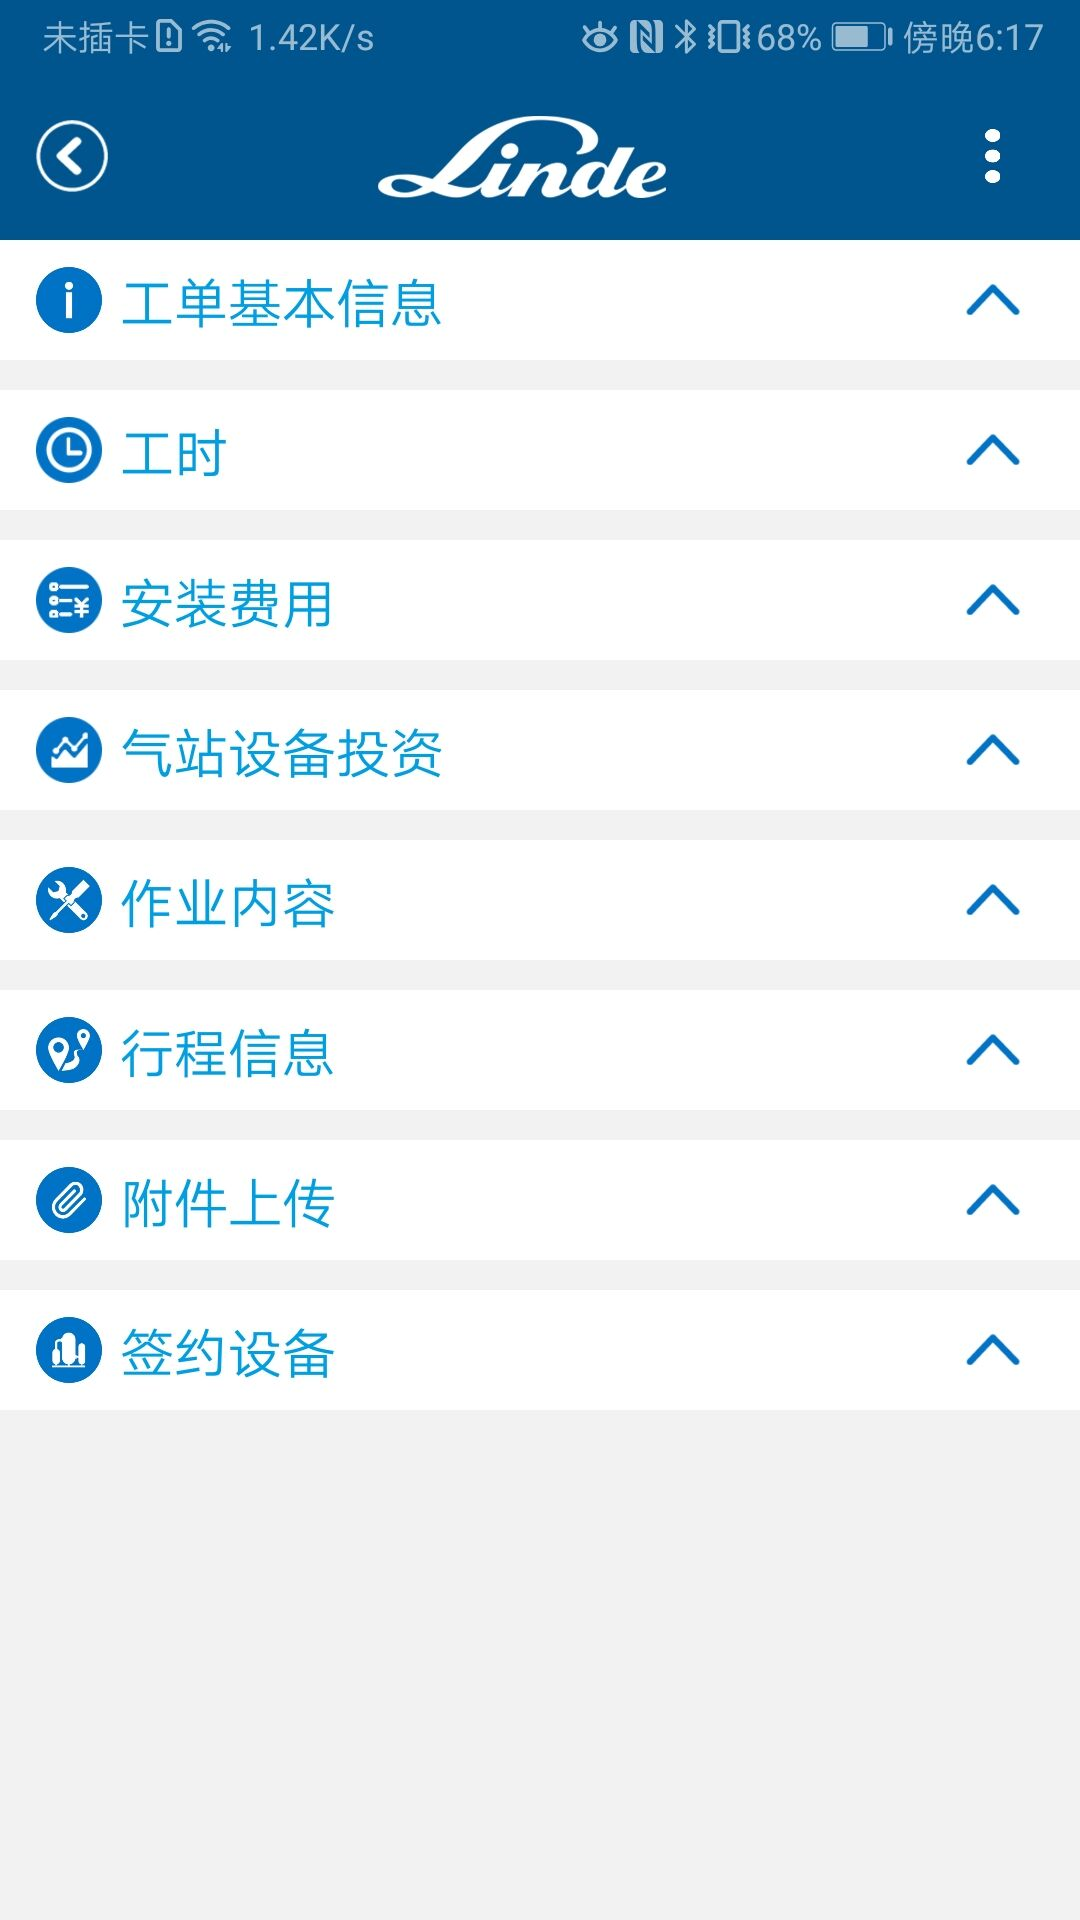 未插卡 1.42K/s 68% 傍晚6:17
Linde
工单基本信息
工时
安装费用
气站设备投资
作业内容
行程信息
附件上传
签约设备